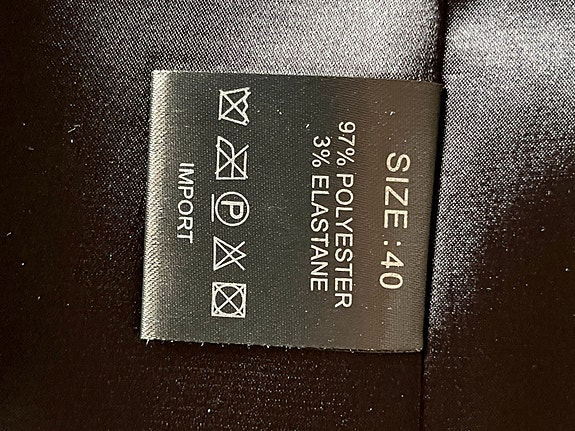 SIZE :40
97% POLYESTER
3% ELASTANE
P
IMPORT